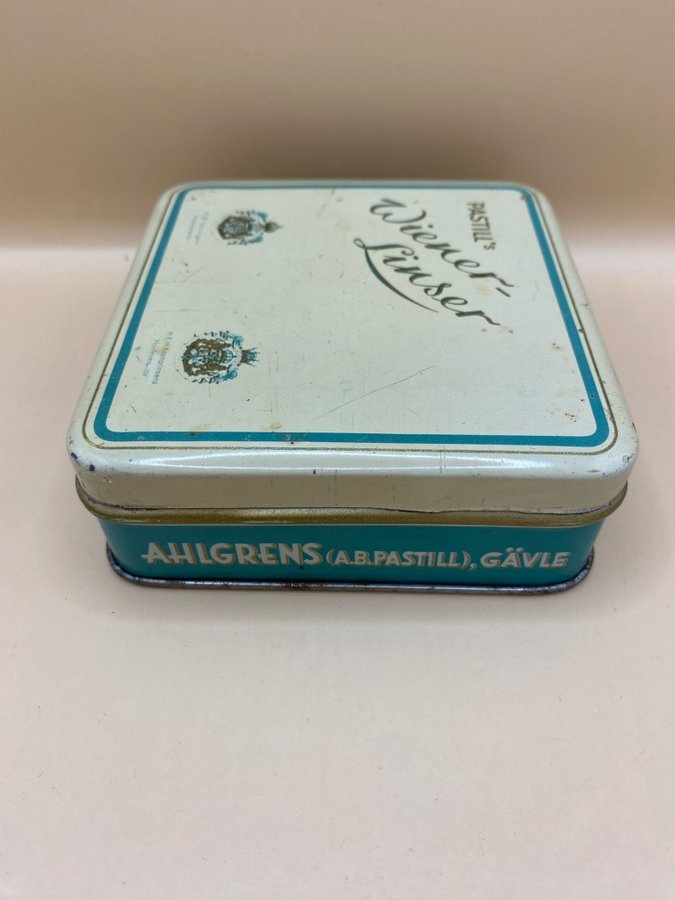 PASTILL'S
Wiener-
Linser
AHLGRENS (A.B. PASTILL), GÄVLE